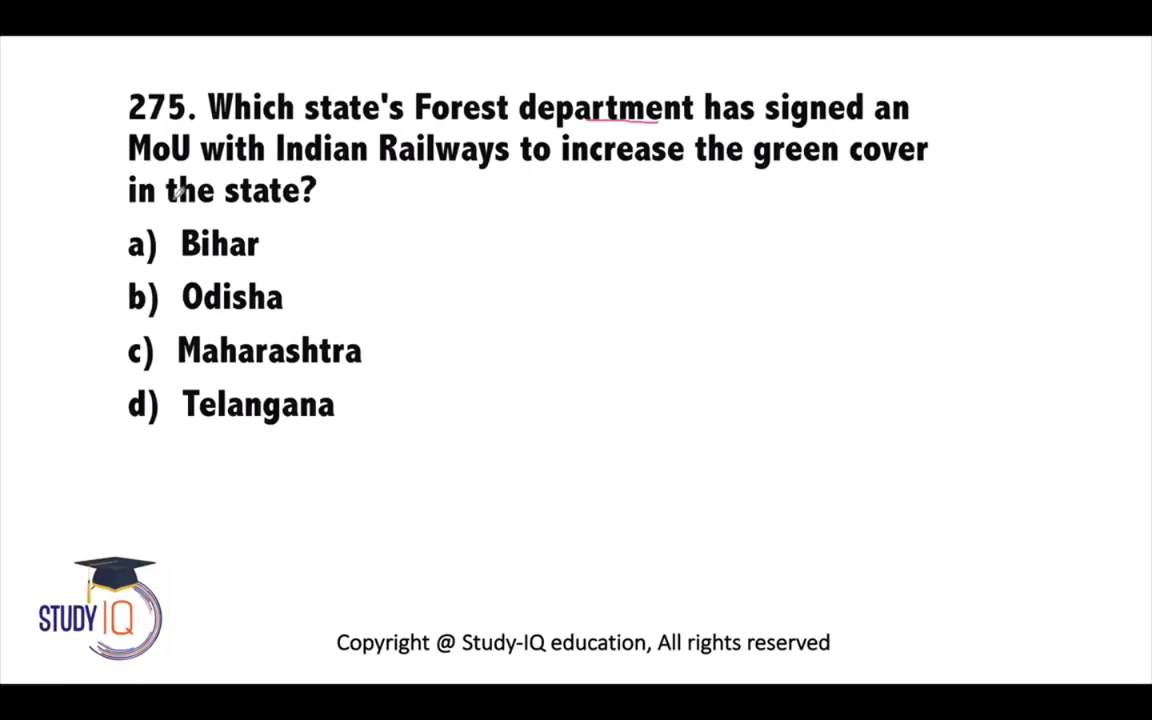 275. Which state's Forest department has signed an
MoU with Indian Railways to increase the green cover
in the state?
a) Bihar
b) Odisha
c) Maharashtra
d) Telangana
STUDY IQ
Copyright @ Study-IQ education, All rights reserved